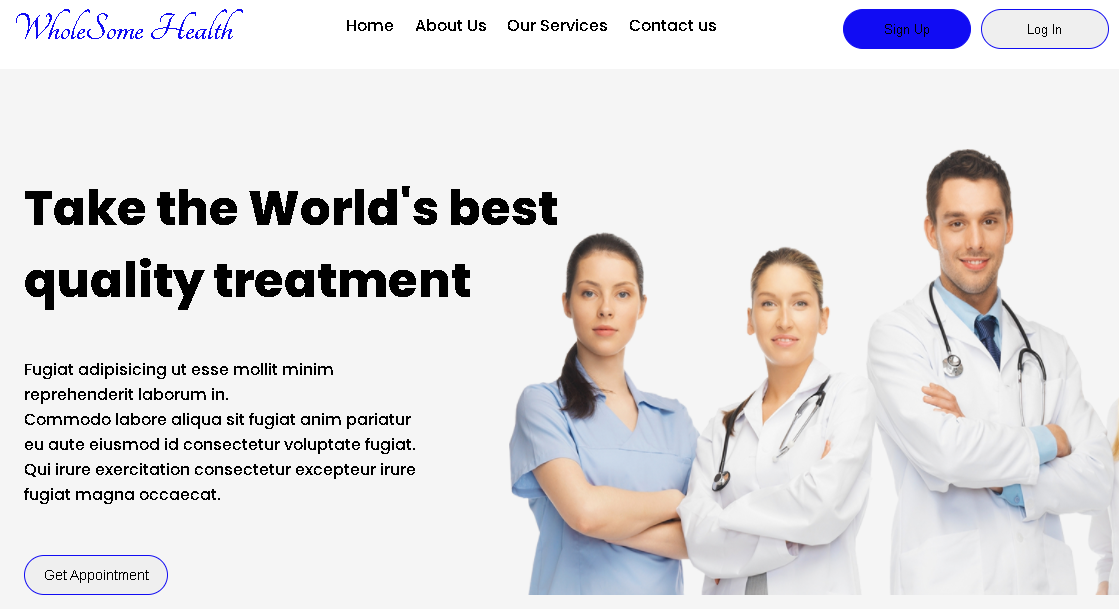 WholeSome Health
Home About Us Our Services Contact us
Sign Up Log In
Take the World's best
quality treatment
Fugiat adipisicing ut esse mollit minim
reprehenderit laborum in.
Commodo labore aliqua sit fugiat anim pariatur
eu aute eiusmod id consectetur voluptate fugiat.
Qui irure exercitation consectetur excepteur irure
fugiat magna occaecat.
Get Appointment